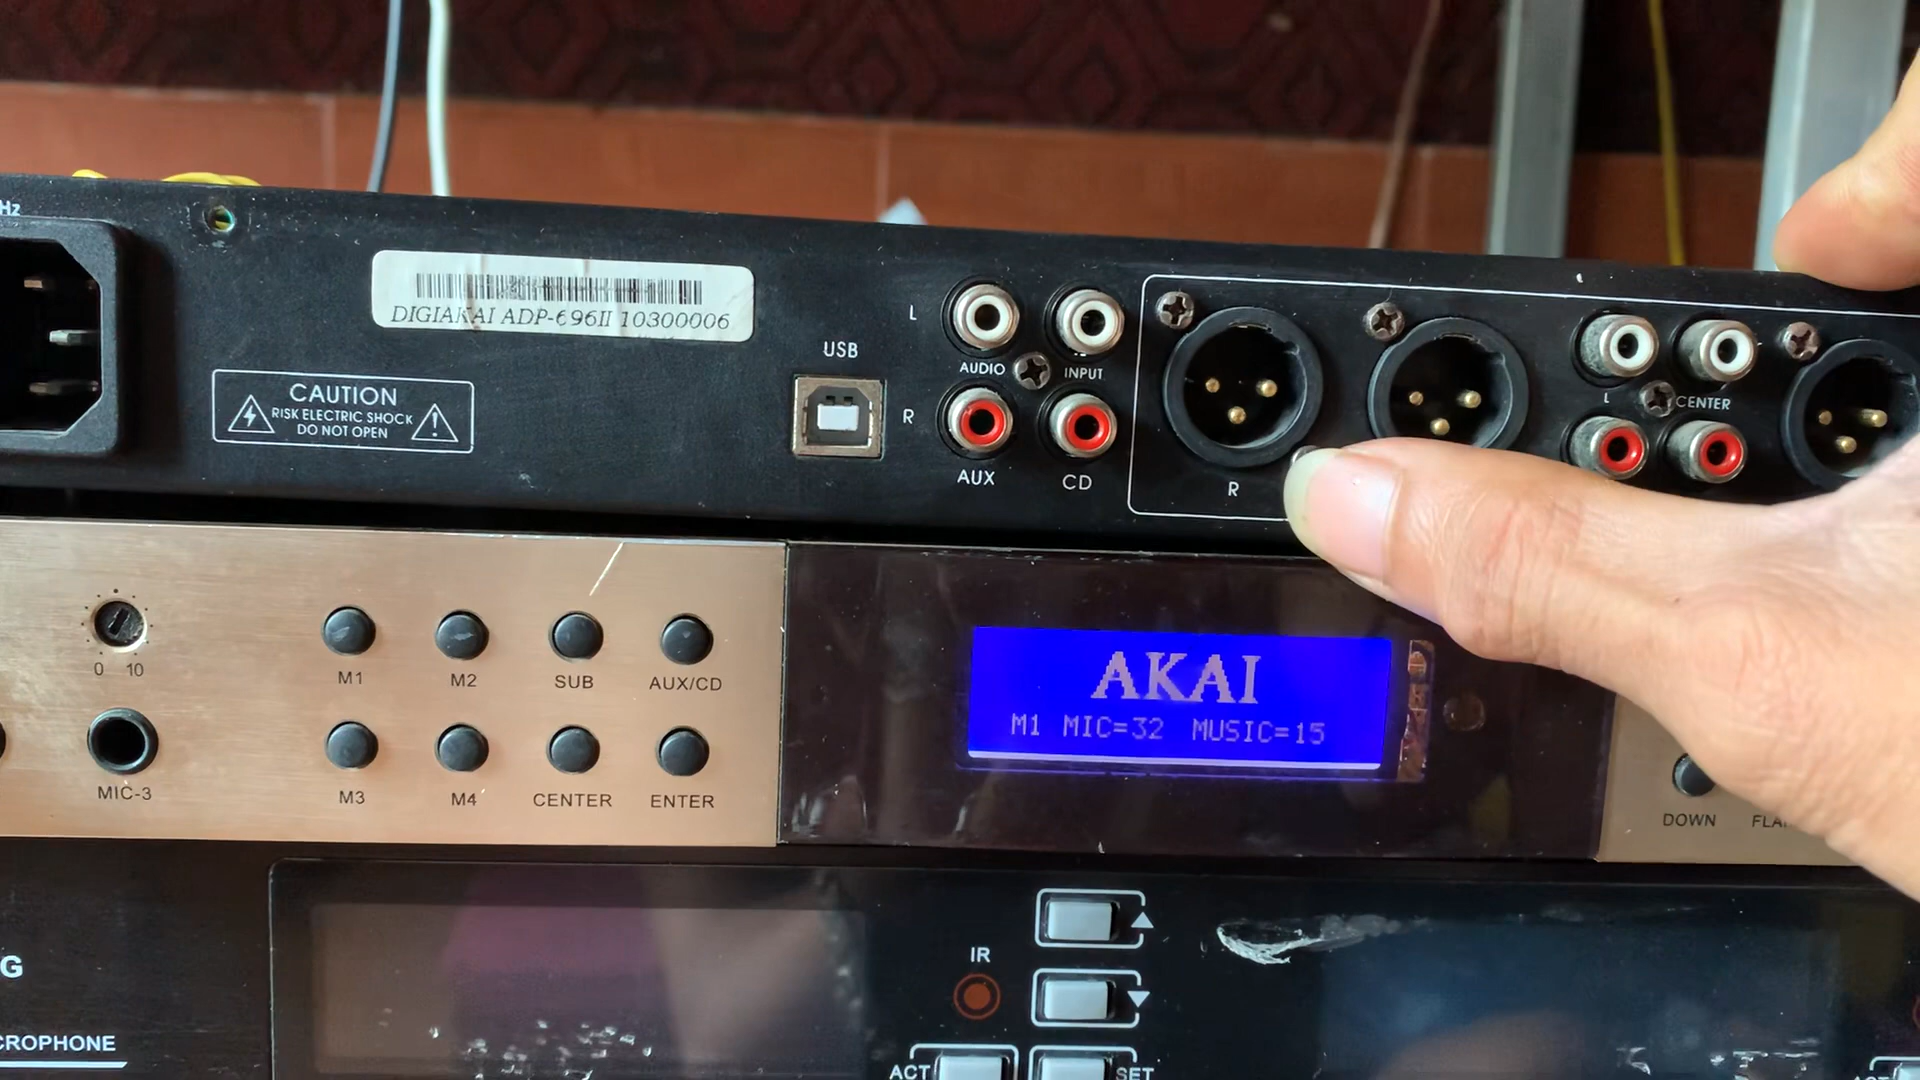 Hz
DIGIAKAI ADP-696II 10300006
CAUTION
RISK ELECTRIC SHOCK
DO NOT OPEN
USB
L
AUDIO
INPUT
R
AUX
CD
R
L
CENTER
0 10
MIC-3
M1
M2
SUB
AUX/CD
M3
M4
CENTER
ENTER
AKAI
M1 MIC=32 MUSIC=15
DOWN
G
CROPHONE
IR
ACT
SET